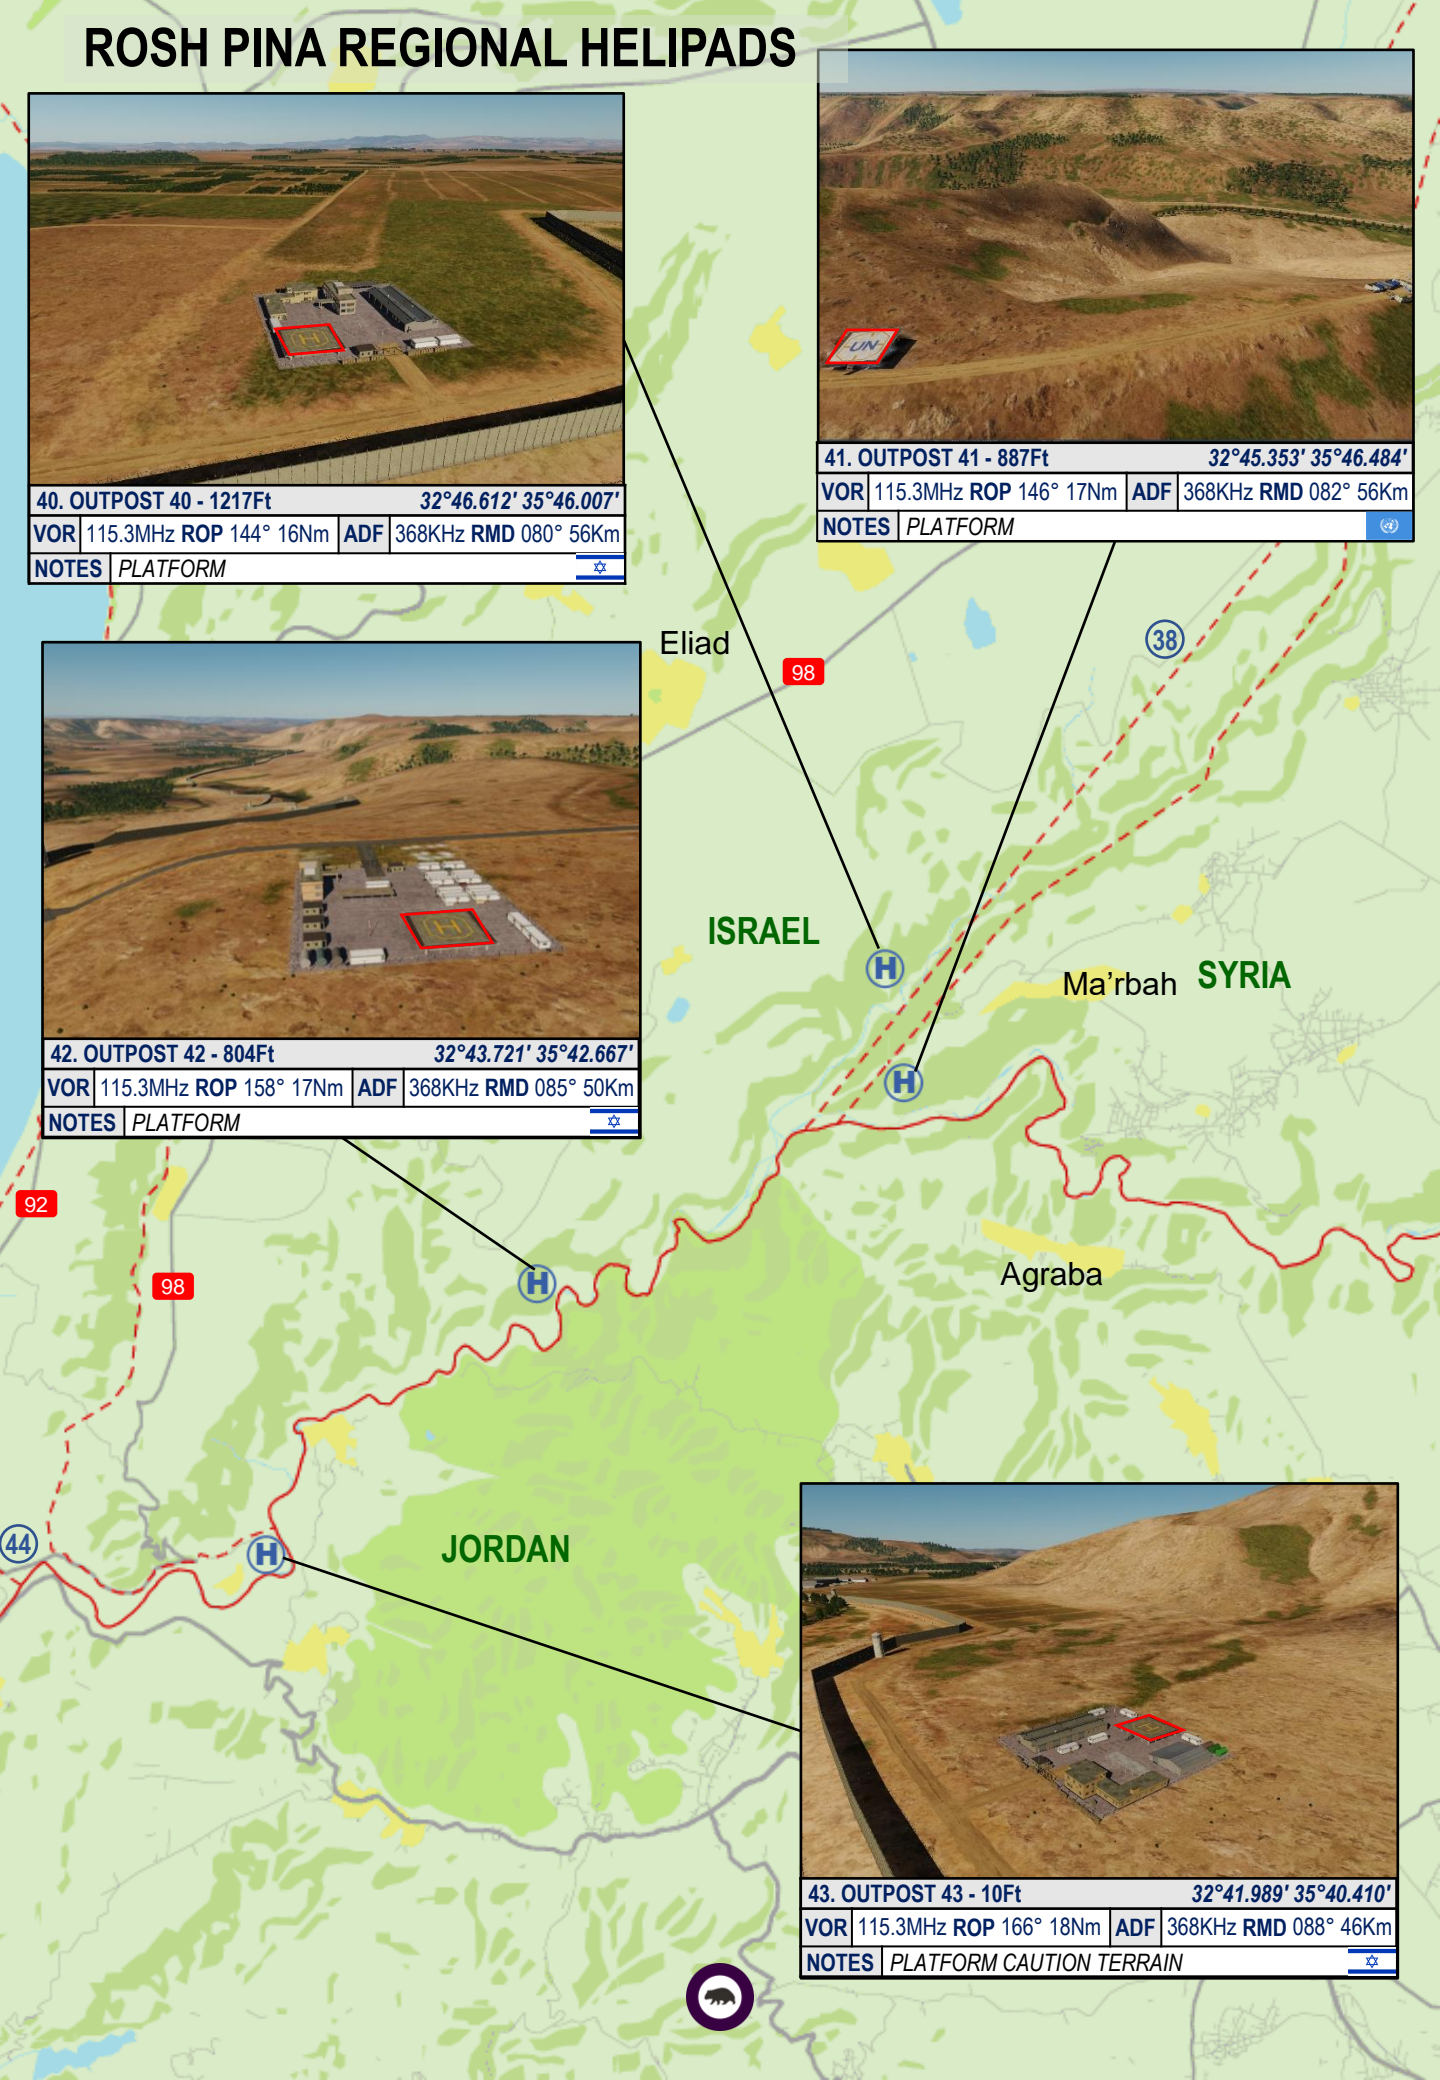 ROSH PINA REGIONAL HELIPADS
40. OUTPOST 40 - 1217Ft 32°46.612' 35°46.007'
VOR 115.3MHz ROP 144° 16Nm ADF 368KHz RMD 080° 56Km
NOTES PLATFORM
UN
41. OUTPOST 41 - 887Ft 32°45.353' 35°46.484'
VOR 115.3MHz ROP 146° 17Nm ADF 368KHz RMD 082° 56Km
NOTES PLATFORM
Eliad
98
38
42. OUTPOST 42 - 804Ft 32°43.721' 35°42.667'
VOR 115.3MHz ROP 158° 17Nm ADF 368KHz RMD 085° 50Km
NOTES PLATFORM
ISRAEL
H
Ma'rbah
SYRIA
H
92
98
H
Agraba
44
H
JORDAN
43. OUTPOST 43 - 10Ft 32°41.989' 35°40.410'
VOR 115.3MHz ROP 166° 18Nm ADF 368KHz RMD 088° 46Km
NOTES PLATFORM CAUTION TERRAIN